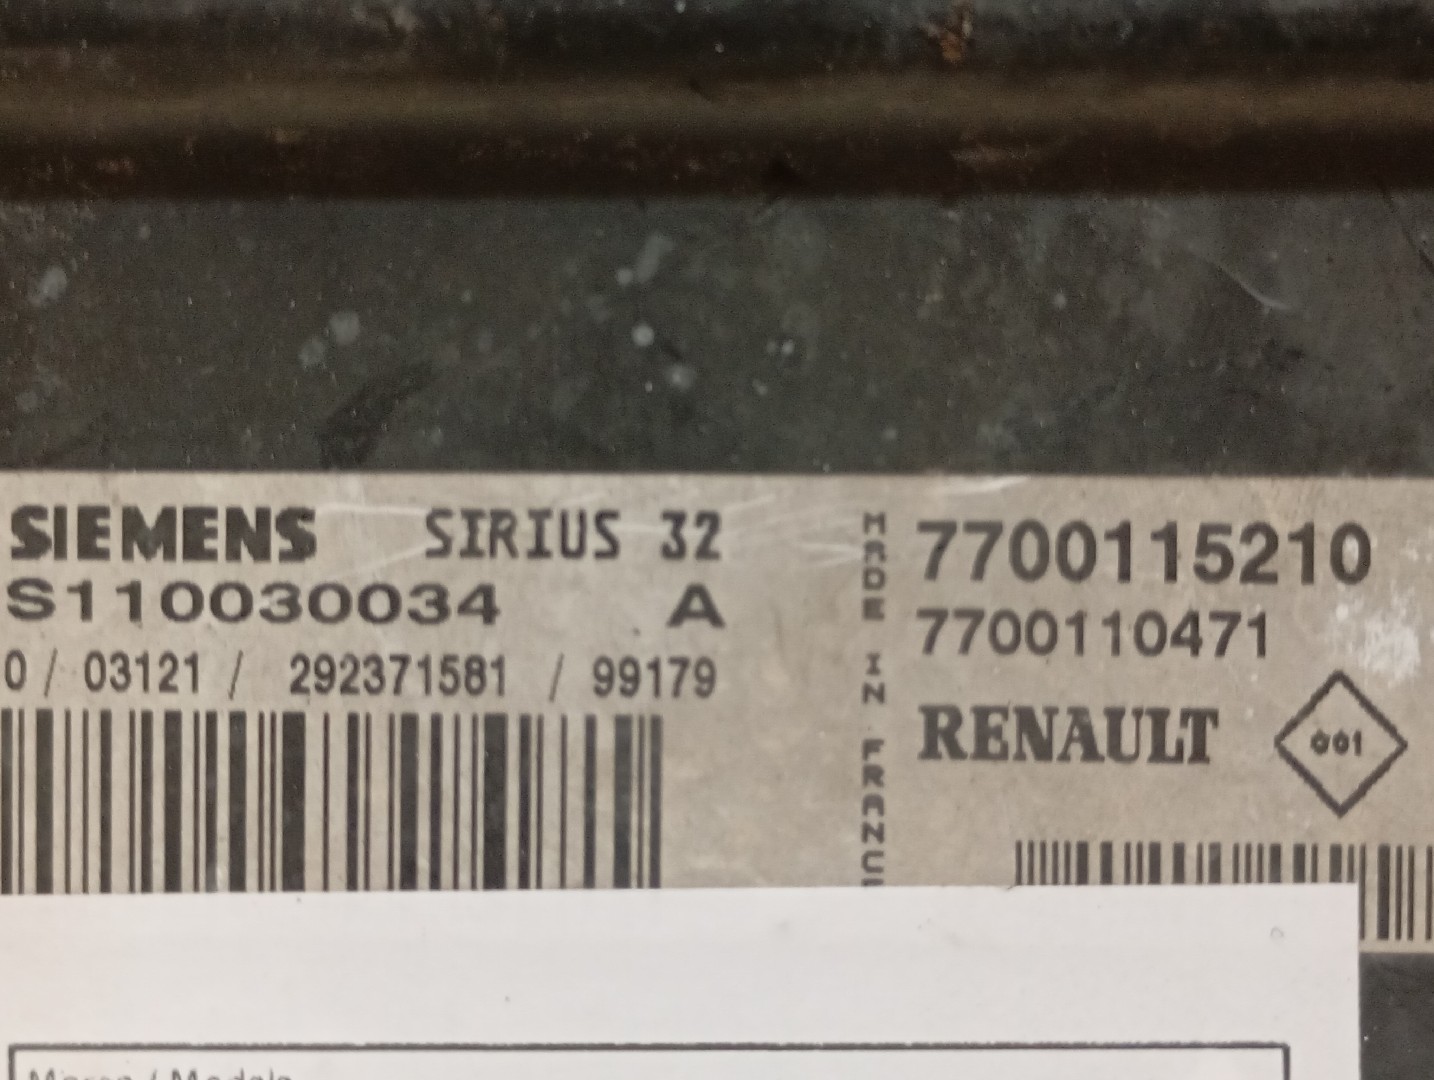 SIEMENS SIRIUS 32
S110030034 A
0 / 03121 / 292371581 / 99179
MADE IN FRANCE
7700115210
7700110471
RENAULT 001